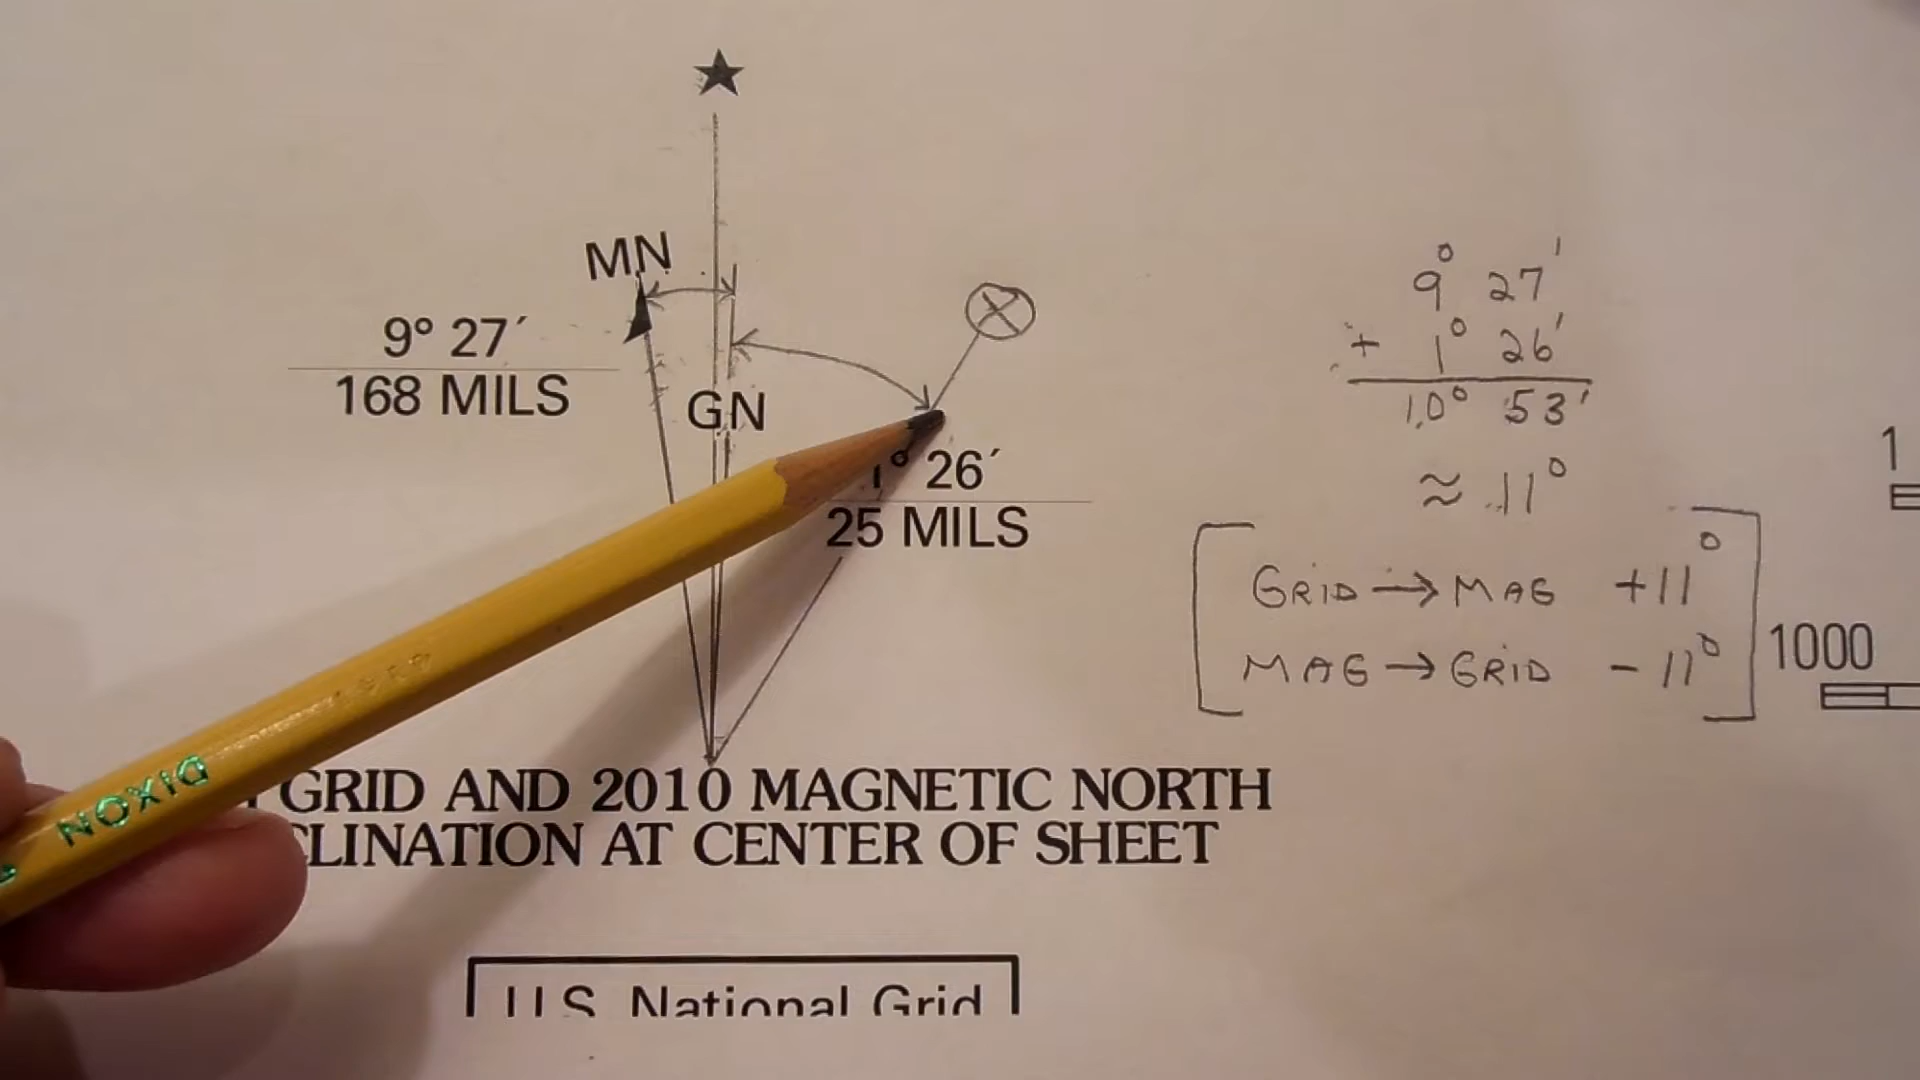 MN
9° 27´
168 MILS
GN
1° 26´
25 MILS
GRID AND 2010 MAGNETIC NORTH
CLINATION AT CENTER OF SHEET
U.S. National Grid
9° 27'
+ 1° 26'
10° 53'
≈ 11°
GRID → MAG +11°
MAG → GRID - 11°
1
1000
DIXON